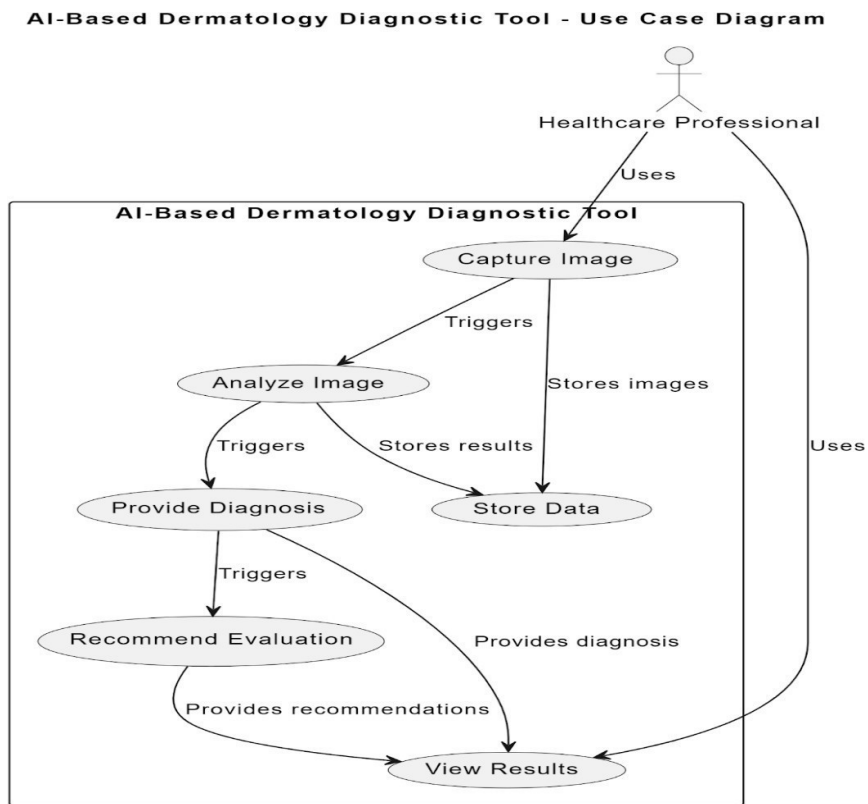 AI-Based Dermatology Diagnostic Tool - Use Case Diagram
Healthcare Professional
Uses
AI-Based Dermatology Diagnostic Tool
Capture Image
Triggers
Analyze Image
Stores images
Triggers
Stores results
Uses
Provide Diagnosis
Store Data
Triggers
Recommend Evaluation
Provides diagnosis
Provides recommendations
View Results